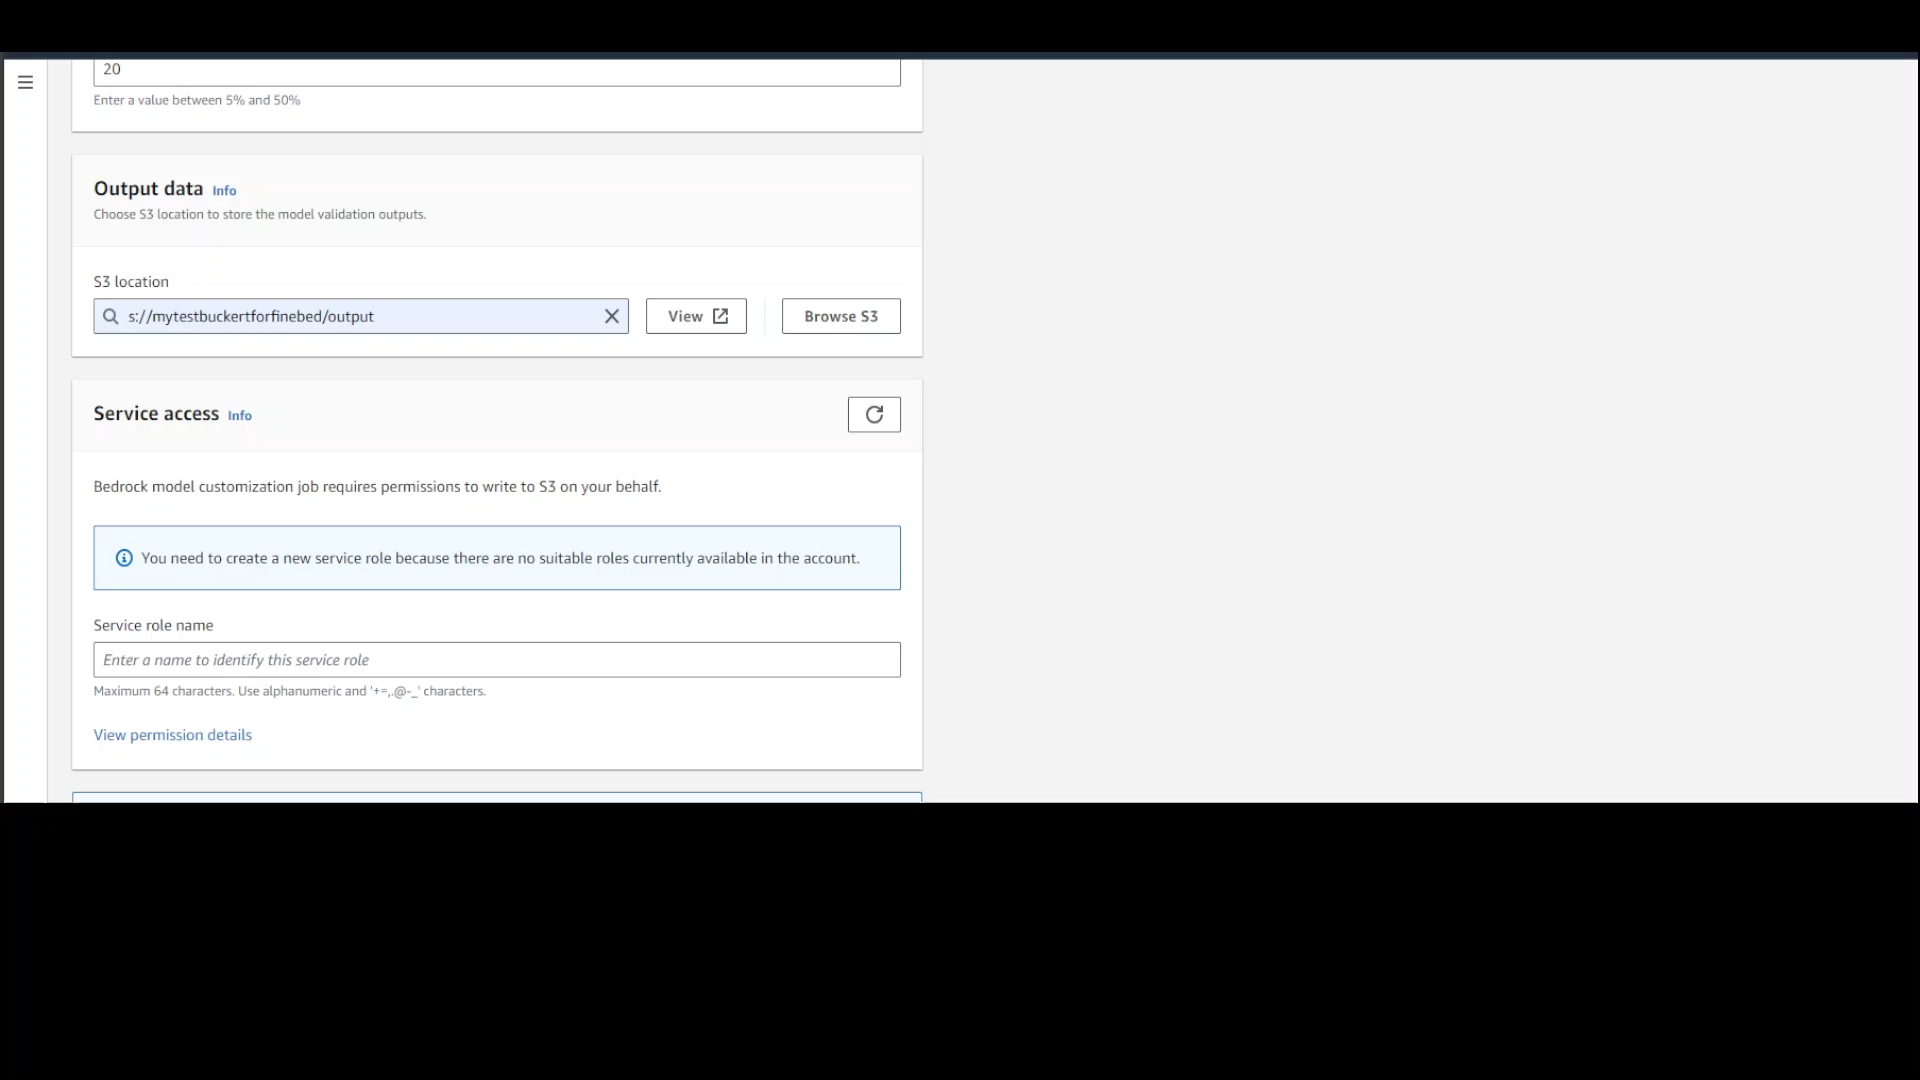 20
Enter a value between 5% and 50%
Output data Info
Choose S3 location to store the model validation outputs.
S3 location
s://mytestbuckertforfinebed/output
View
Browse S3
Service access Info
Bedrock model customization job requires permissions to write to S3 on your behalf.
You need to create a new service role because there are no suitable roles currently available in the account.
Service role name
Enter a name to identify this service role
Maximum 64 characters. Use alphanumeric and '+=,.@-_' characters.
View permission details